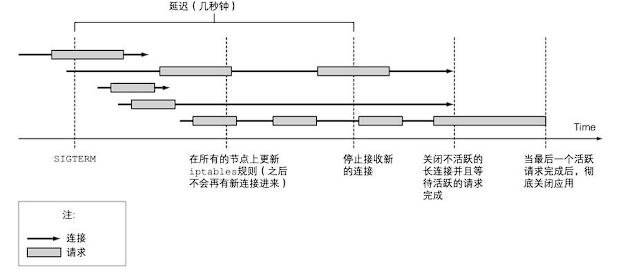 延迟（几秒钟）
Time
SIGTERM
在所有的节点上更新
iptables规则（之后
不会再有新连接进来）
停止接收新
的连接
关闭不活跃的
长连接并且等
待活跃的请求
完成
当最后一个活跃
请求完成后，彻
底关闭应用
注：
连接
请求